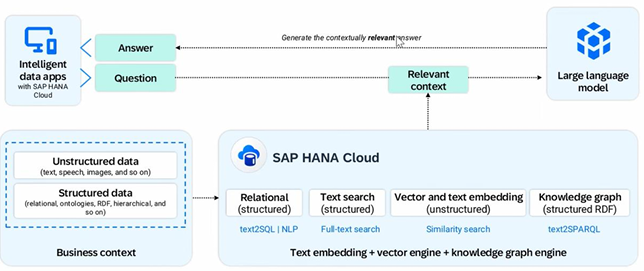 Generate the contextually relevant answer
Answer
Question
Intelligent
data apps
with SAP HANA
Cloud
Relevant
context
Large language
model
Unstructured data
(text, speech, images, and so on)
Structured data
(relational, ontologies, RDF, hierarchical, and
so on)
Business context
SAP HANA Cloud
Relational
(structured)
text2SQL | NLP
Text search
(structured)
Full-text search
Vector and text embedding
(unstructured)
Similarity search
Knowledge graph
(structured RDF)
text2SPARQL
Text embedding + vector engine + knowledge graph engine